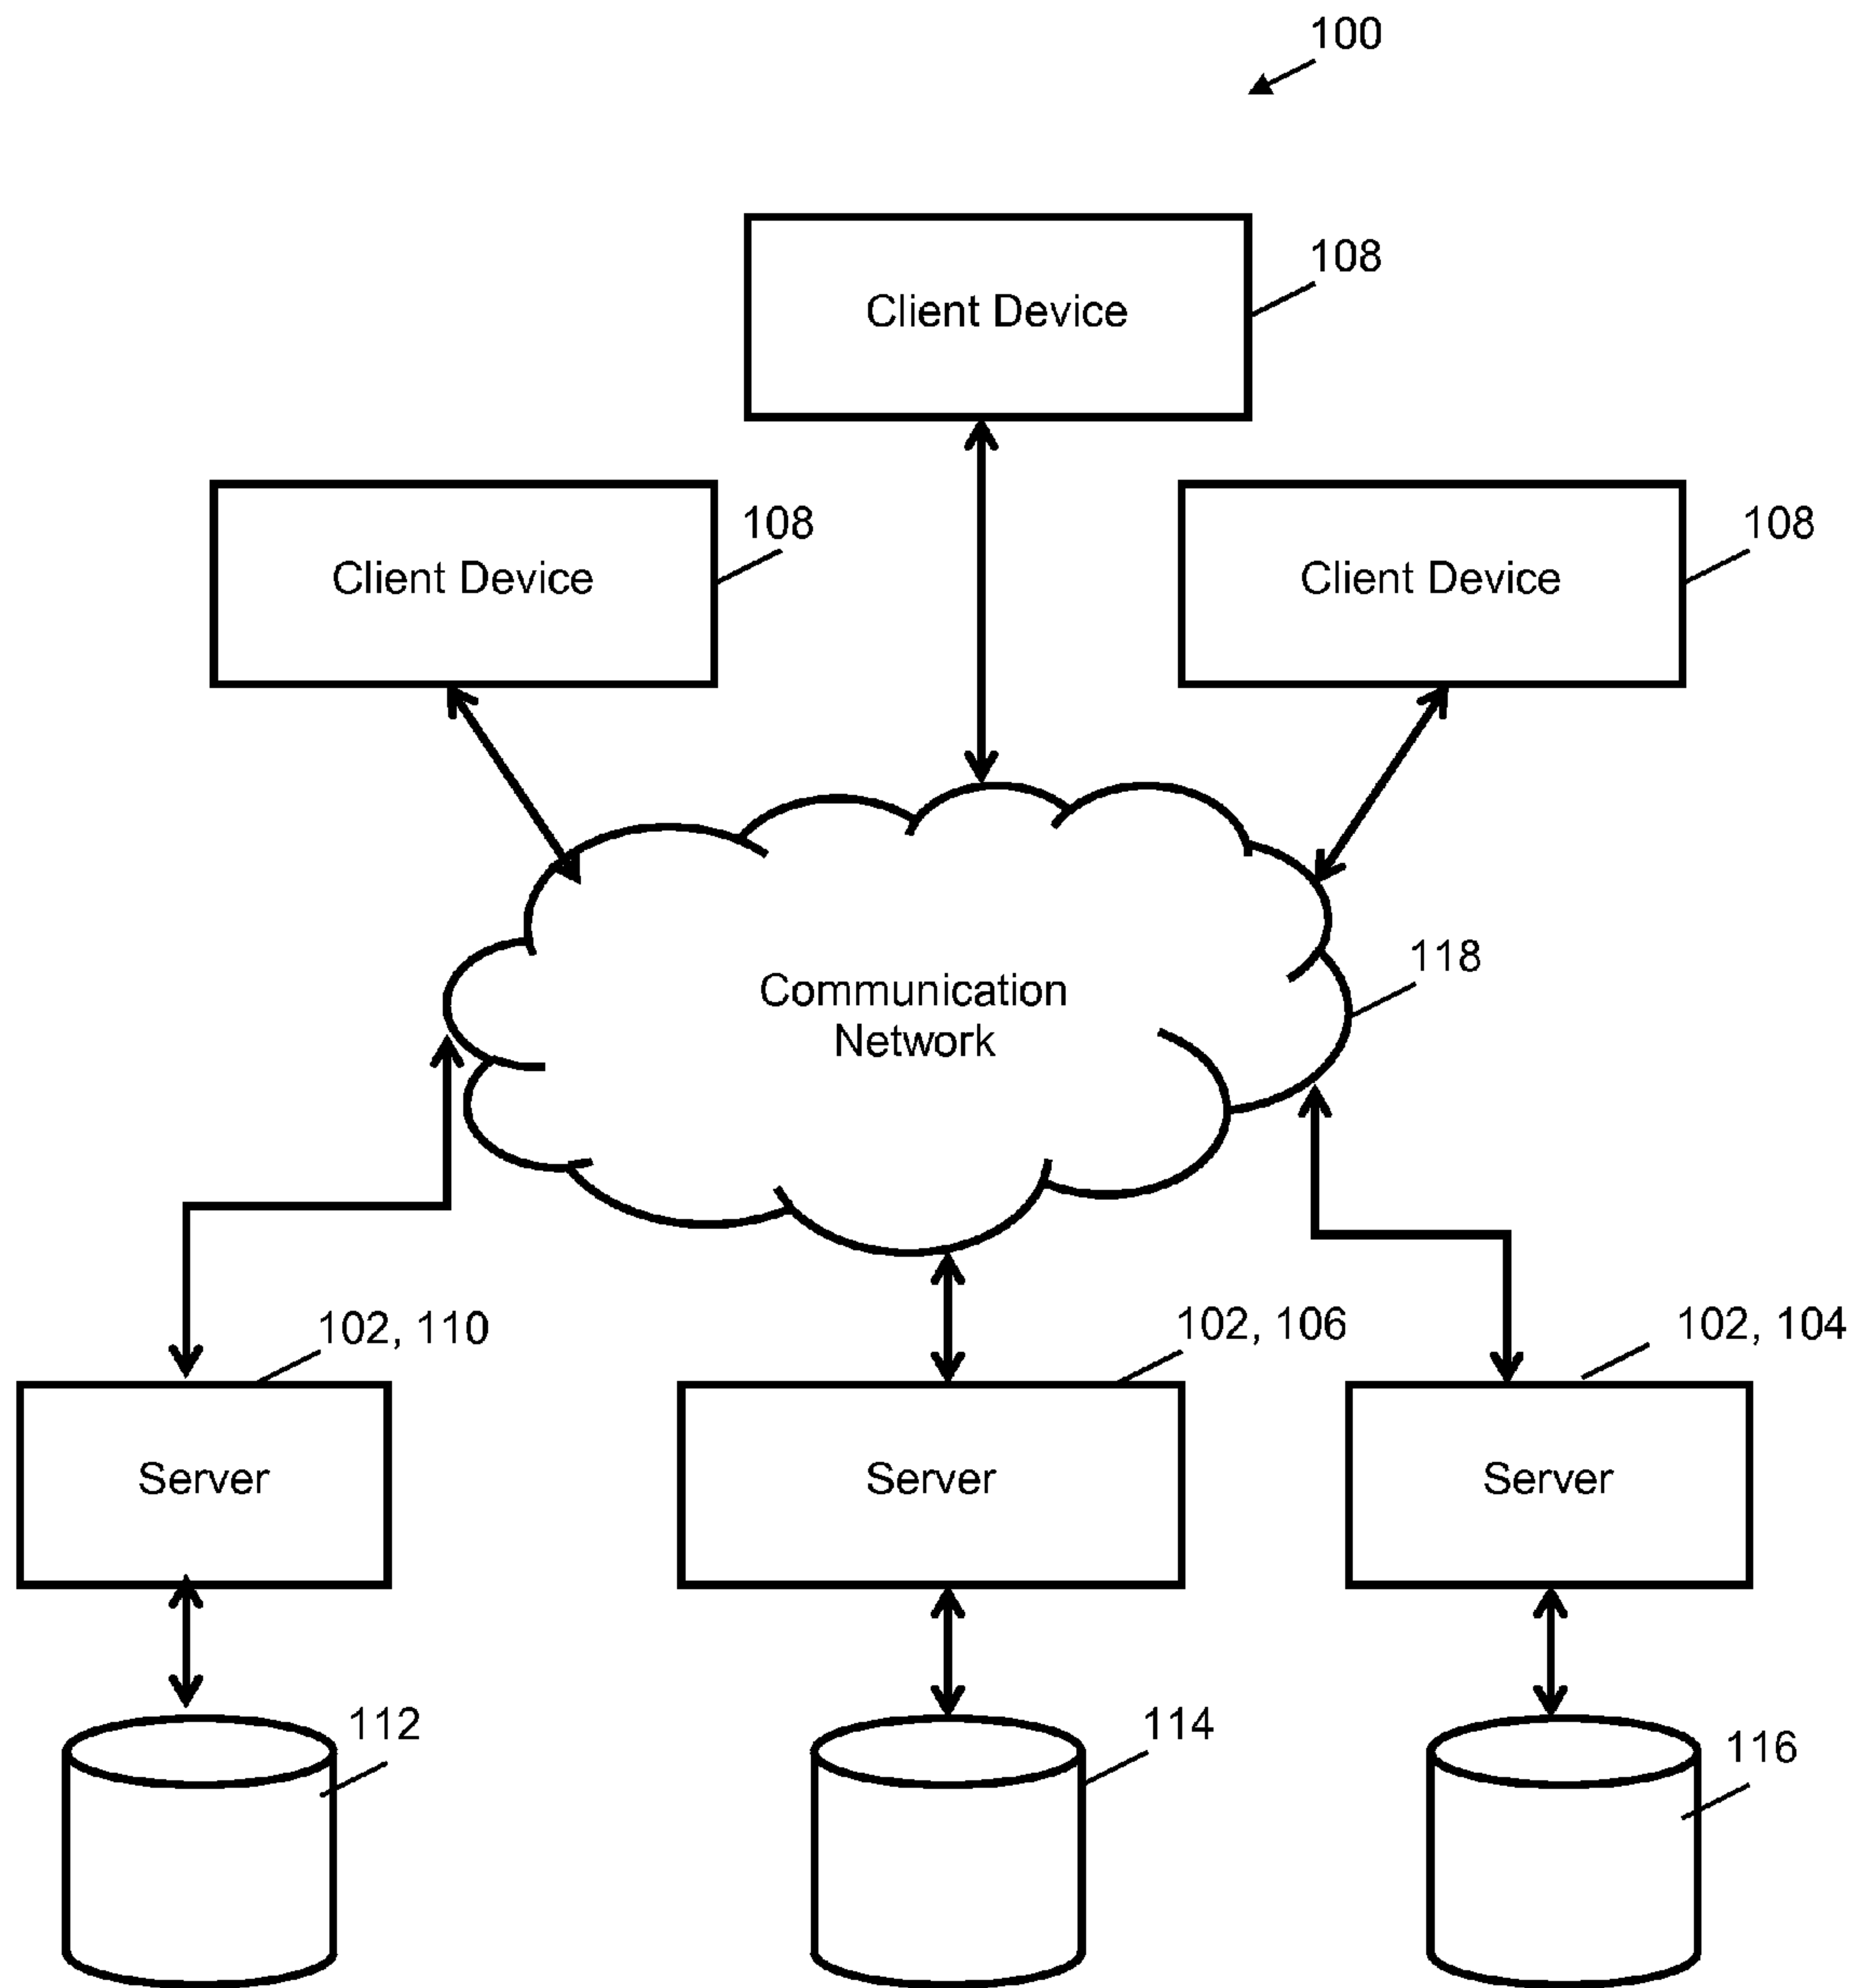 100
108
Client Device
108
108
Client Device
Client Device
118
Communication
Network
102, 110
102, 106
102, 104
Server
Server
Server
112
114
116